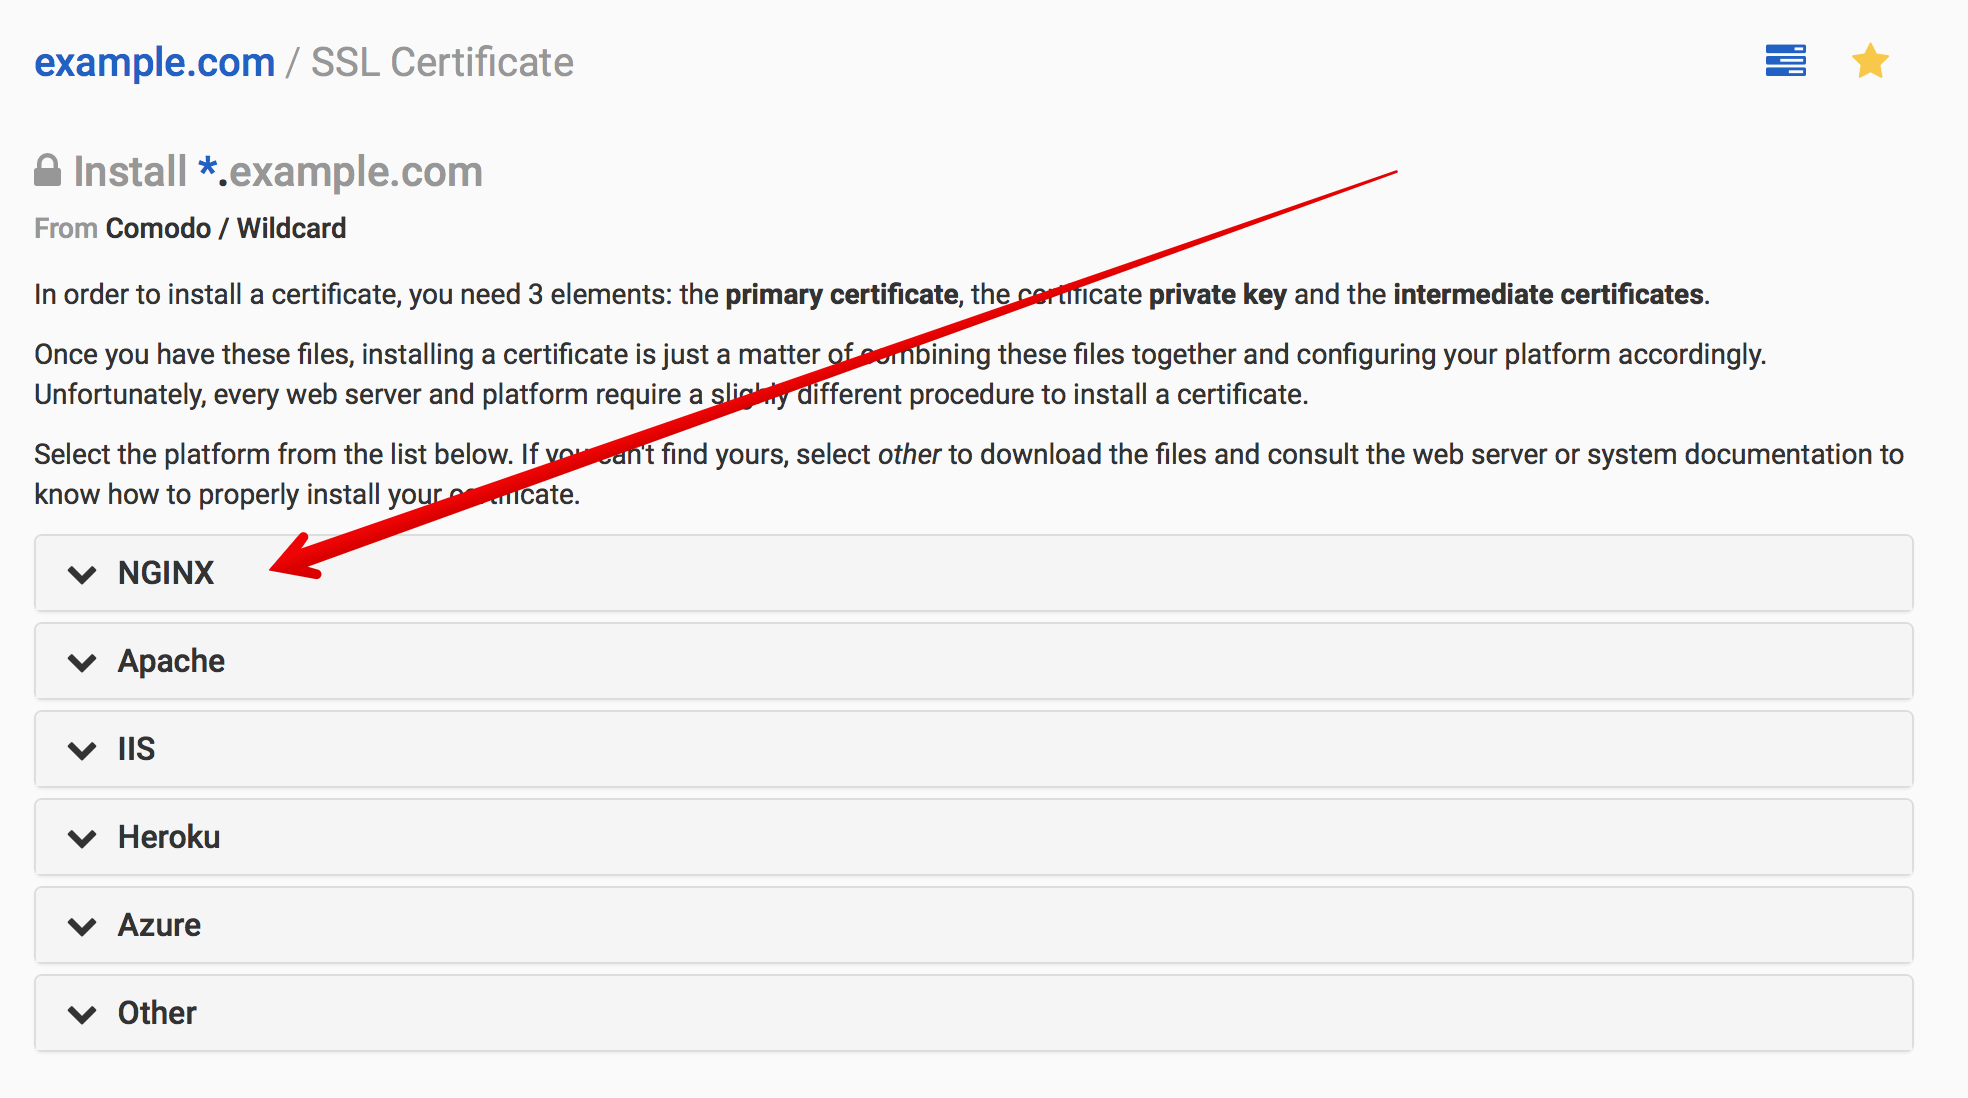 example.com / SSL Certificate
Install *.example.com
From Comodo / Wildcard
In order to install a certificate, you need 3 elements: the primary certificate, the certificate private key and the intermediate certificates.
Once you have these files, installing a certificate is just a matter of combining these files together and configuring your platform accordingly.
Unfortunately, every web server and platform require a slighly different procedure to install a certificate.
Select the platform from the list below. If you can't find yours, select other to download the files and consult the web server or system documentation to
know how to properly install your certificate.
NGINX
Apache
IIS
Heroku
Azure
Other